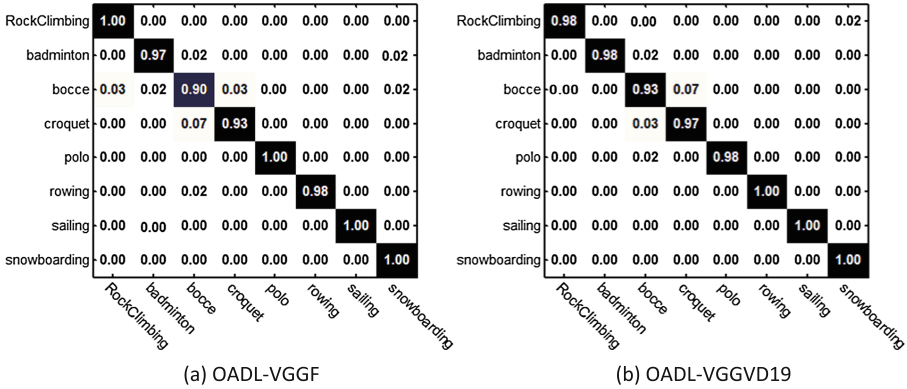 RockClimbing 1.00 0.00 0.00 0.00 0.00 0.00 0.00 0.00
badminton 0.00 0.97 0.02 0.00 0.00 0.00 0.00 0.02
bocce 0.03 0.02 0.90 0.03 0.00 0.00 0.00 0.02
croquet 0.00 0.00 0.07 0.93 0.00 0.00 0.00 0.00
polo 0.00 0.00 0.00 0.00 1.00 0.00 0.00 0.00
rowing 0.00 0.00 0.02 0.00 0.00 0.98 0.00 0.00
sailing 0.00 0.00 0.00 0.00 0.00 0.00 1.00 0.00
snowboarding 0.00 0.00 0.00 0.00 0.00 0.00 0.00 1.00
RockClimbing badminton bocce croquet polo rowing sailing snowboarding
(a) OADL-VGGF
RockClimbing 0.98 0.00 0.00 0.00 0.00 0.00 0.00 0.02
badminton 0.00 0.98 0.02 0.00 0.00 0.00 0.00 0.00
bocce 0.00 0.00 0.93 0.07 0.00 0.00 0.00 0.00
croquet 0.00 0.00 0.03 0.97 0.00 0.00 0.00 0.00
polo 0.00 0.00 0.02 0.00 0.98 0.00 0.00 0.00
rowing 0.00 0.00 0.00 0.00 0.00 1.00 0.00 0.00
sailing 0.00 0.00 0.00 0.00 0.00 0.00 1.00 0.00
snowboarding 0.00 0.00 0.00 0.00 0.00 0.00 0.00 1.00
RockClimbing badminton bocce croquet polo rowing sailing snowboarding
(b) OADL-VGGVD19